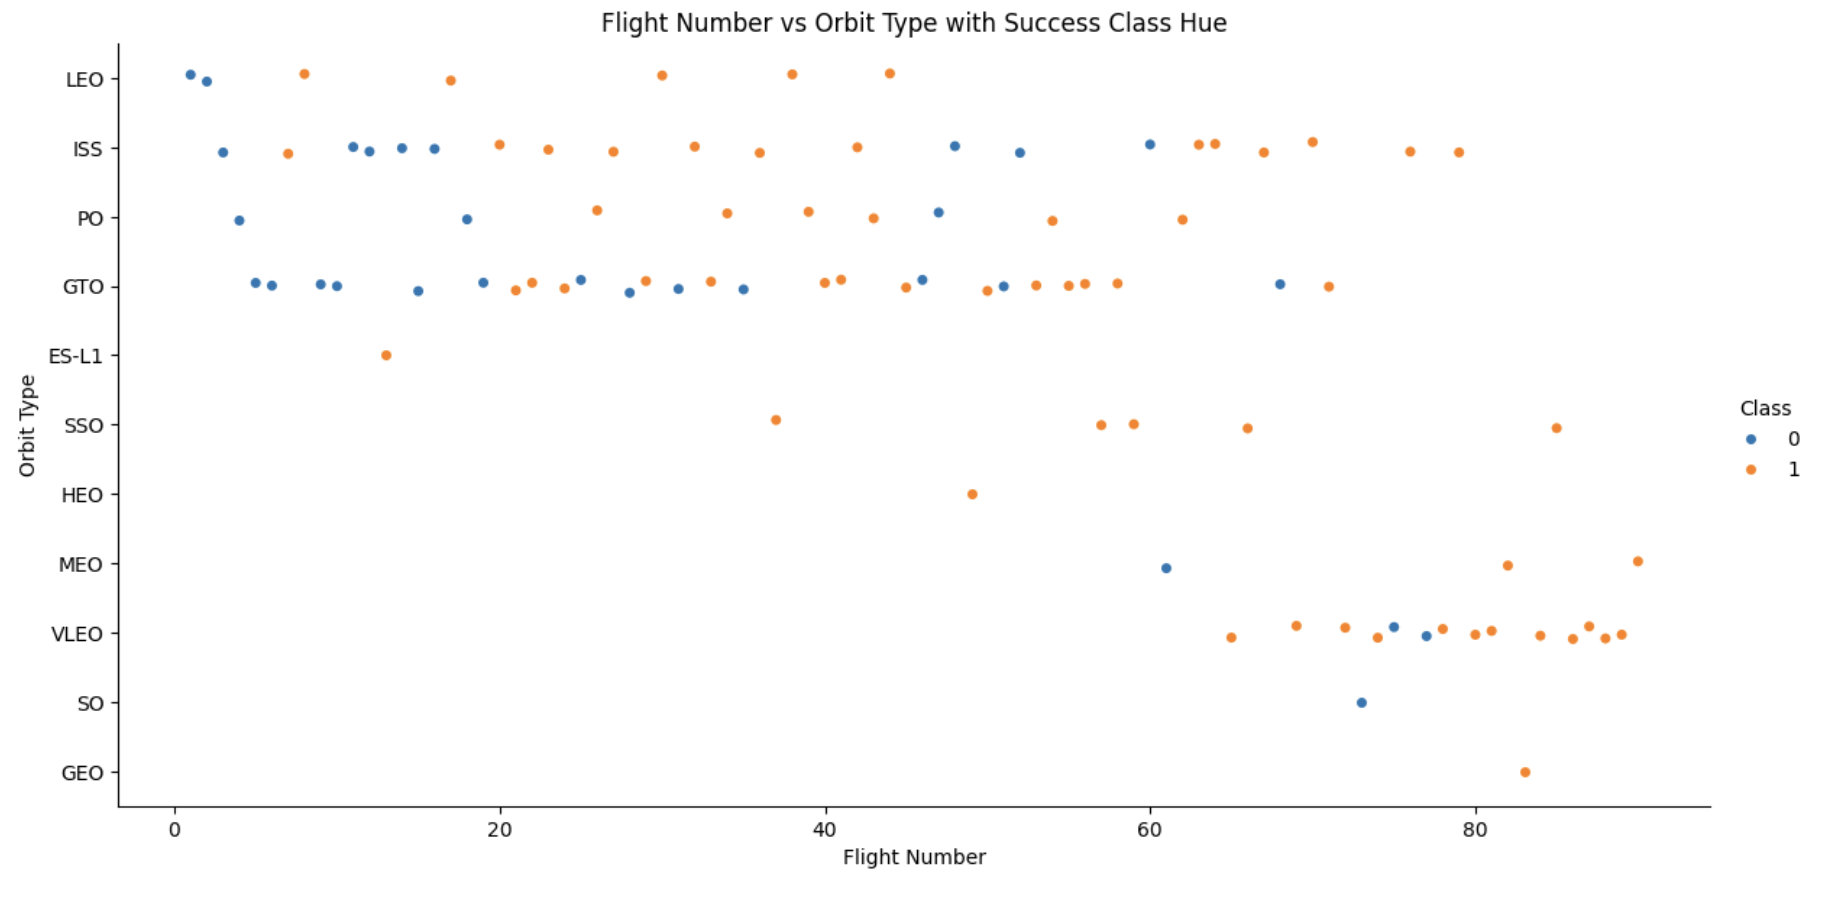 Flight Number vs Orbit Type with Success Class Hue
Orbit Type
LEO
ISS
PO
GTO
ES-L1
SSO
HEO
MEO
VLEO
SO
GEO
0 20 40 60 80
Flight Number
Class
0
1